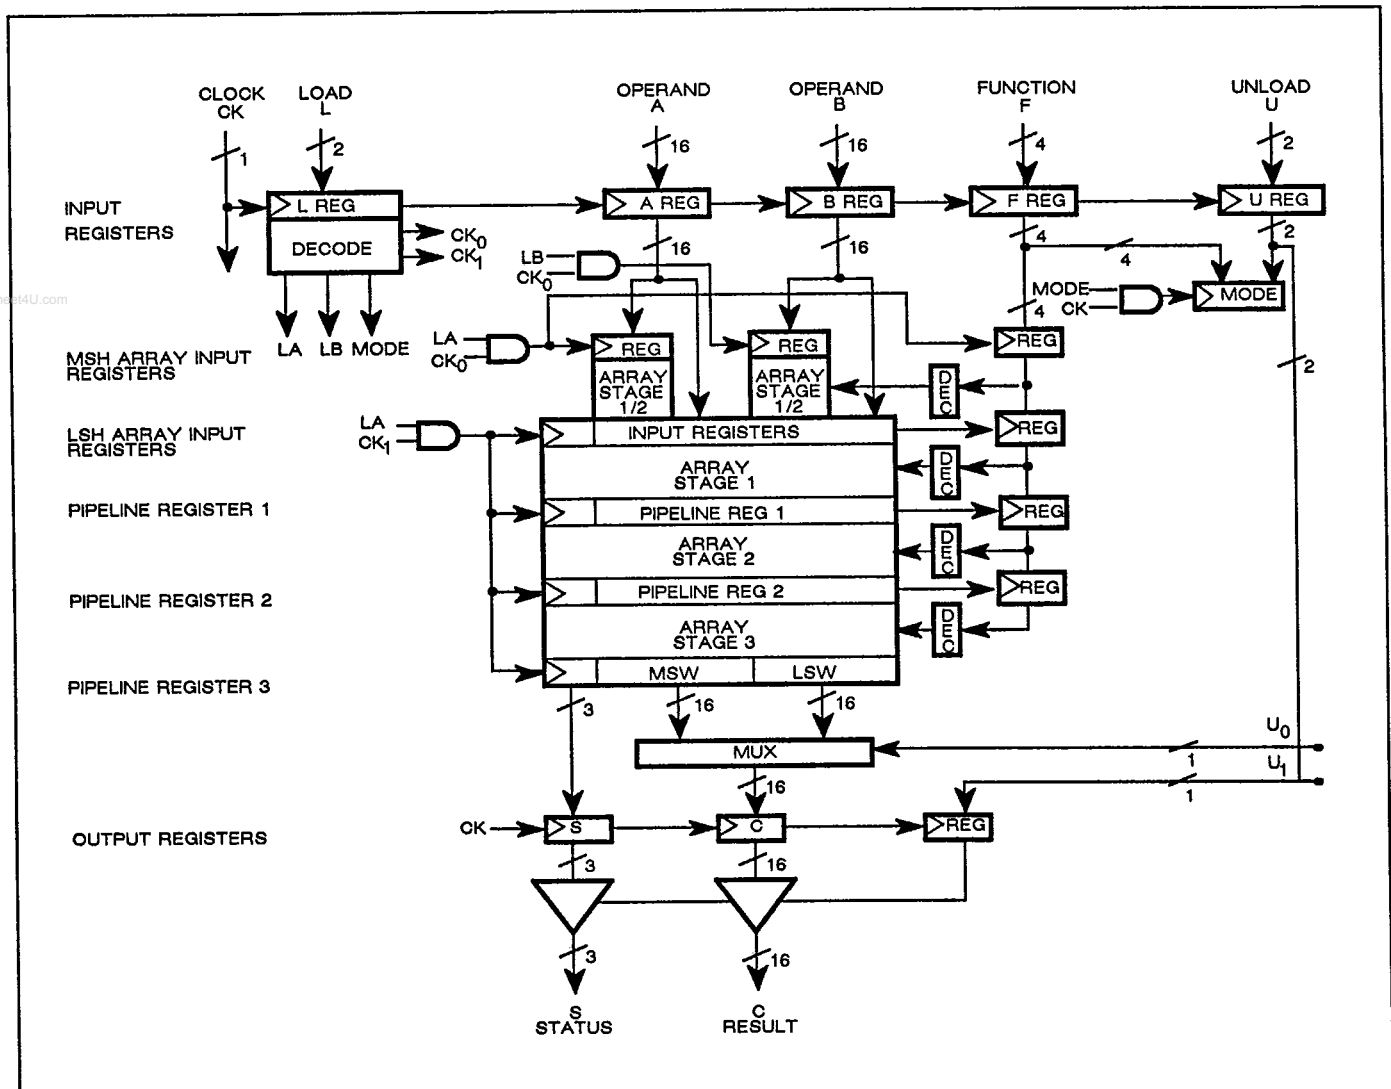 CLOCK
CK
LOAD
L
OPERAND
A
OPERAND
B
FUNCTION
F
UNLOAD
U
1
2
16
16
4
2
INPUT
REGISTERS
L REG
A REG
B REG
F REG
U REG
DECODE
CK0
CK1
LB
CK0
16
16
4
4
2
MODE
CK
MODE
4
LA LB MODE
LA
CK0
MSH ARRAY INPUT
REGISTERS
REG
REG
REG
ARRAY
STAGE
1/2
ARRAY
STAGE
1/2
DEC
2
LA
CK1
LSH ARRAY INPUT
REGISTERS
INPUT REGISTERS
REG
ARRAY
STAGE 1
DEC
PIPELINE REGISTER 1
PIPELINE REG 1
REG
ARRAY
STAGE 2
DEC
PIPELINE REGISTER 2
PIPELINE REG 2
REG
ARRAY
STAGE 3
DEC
PIPELINE REGISTER 3
MSW
LSW
3
16
16
MUX
U0
1
U1
1
16
OUTPUT REGISTERS
CK
S
C
REG
3
16
3
16
S
STATUS
C
RESULT